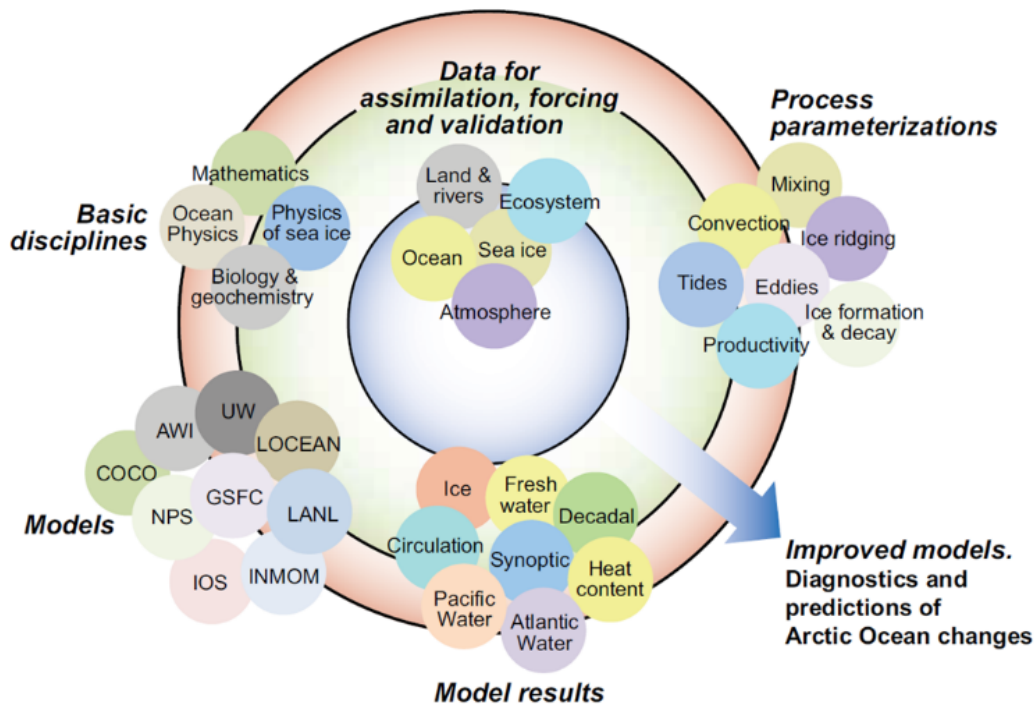 Data for
assimilation, forcing
and validation
Land &
rivers
Ecosystem
Ocean
Sea ice
Atmosphere
Process
parameterizations
Mixing
Convection
Ice ridging
Tides
Eddies
Ice formation
& decay
Productivity
Basic
disciplines
Mathematics
Ocean
Physics
Physics
of sea ice
Biology &
geochemistry
Models
UW
AWI
LOCEAN
COCO
GSFC
NPS
LANL
IOS
INMOM
Ice
Fresh
water
Decadal
Circulation
Synoptic
Heat
content
Pacific
Water
Atlantic
Water
Model results
Improved models.
Diagnostics and
predictions of
Arctic Ocean changes